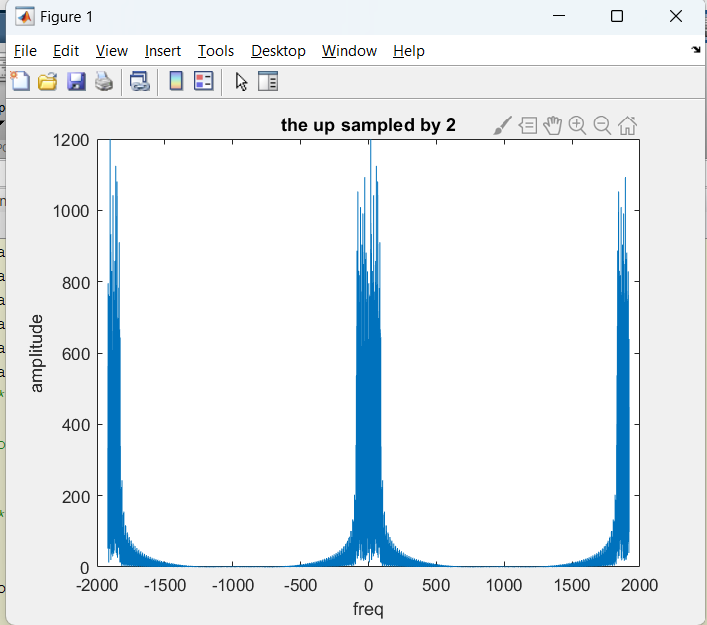 Figure 1
File Edit View Insert Tools Desktop Window Help
the up sampled by 2
1200
1000
800
600
400
200
0
amplitude
-2000 -1500 -1000 -500 0 500 1000 1500 2000
freq